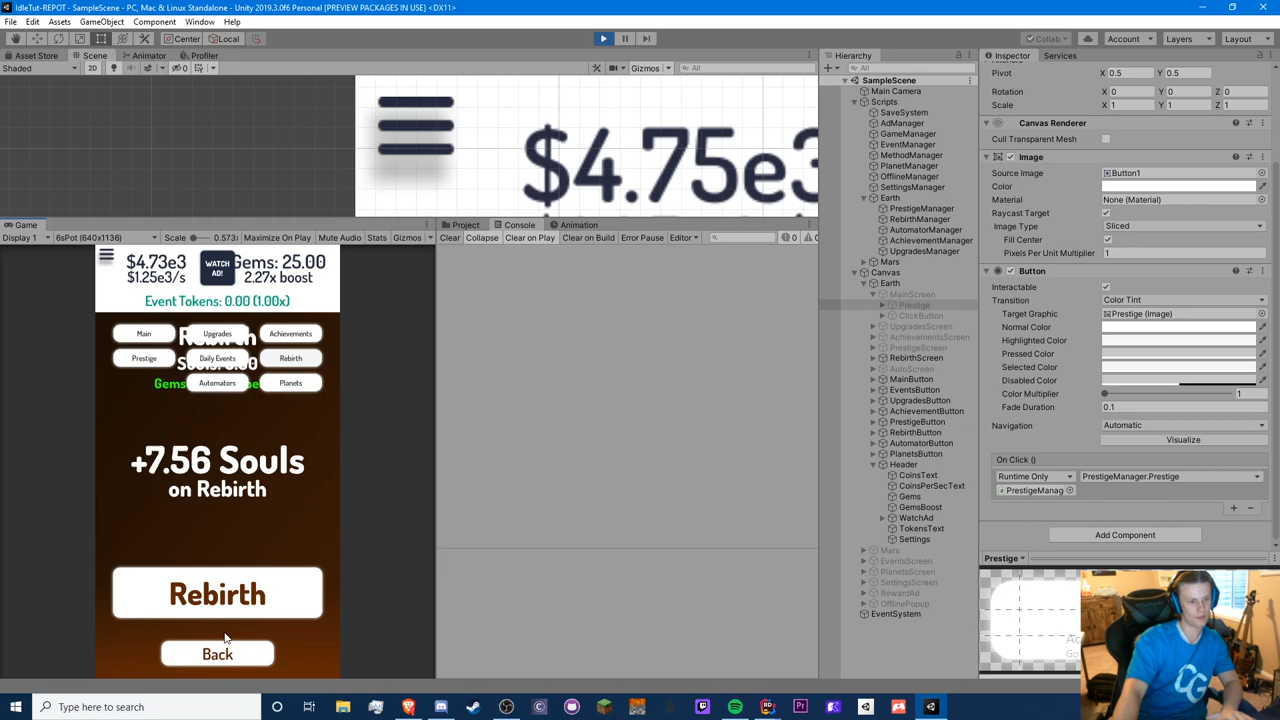 IdleTut-REPOT - SampleScene - PC, Mac & Linux Standalone - Unity 2019.3.0f6 Personal [PREVIEW PACKAGES IN USE] <DX11>
File Edit Assets GameObject Component Window Help
Center Local Collab Account Layers Layout
Asset Store Scene Animator Profiler
Shaded 2D 0 Gizmos All
$4.75e3
Game
Display 1 6sPot (640x1136) Scale 0.573x Maximize On Play Mute Audio Stats Gizmos
$4.73e3
$1.25e3/s
WATCH
AD!
Gems: 25.00
2.27x boost
Event Tokens: 0.00 (1.00x)
Main Upgrades Achievements
Prestige Daily Events Rebirth
Automators Planets
+7.56 Souls
on Rebirth
Rebirth
Back
Project Console Animation
Clear Collapse Clear on Play Clear on Build Error Pause Editor 0 0
Hierarchy
All
SampleScene
Main Camera
Scripts
SaveSystem
AdManager
GameManager
EventManager
MethodManager
PlanetManager
OfflineManager
SettingsManager
Earth
PrestigeManager
RebirthManager
AutomatorManager
AchievementManager
UpgradesManager
Mars
Canvas
Earth
MainScreen
Prestige
ClickButton
UpgradesScreen
AchievementsScreen
PrestigeScreen
RebirthScreen
AutoScreen
MainButton
EventsButton
UpgradesButton
AchievementButton
PrestigeButton
RebirthButton
AutomatorButton
PlanetsButton
Header
CoinsText
CoinsPerSecText
Gems
GemsBoost
WatchAd
TokensText
Settings
Mars
EventsScreen
PlanetsScreen
SettingsScreen
RewardAd
OfflinePopup
EventSystem
Inspector Services
Pivot X 0.5 Y 0.5
Rotation X 0 Y 0 Z 0
Scale X 1 Y 1 Z 1
Canvas Renderer
Cull Transparent Mesh
Image
Source Image Button1
Color
Material None (Material)
Raycast Target
Image Type Sliced
Fill Center
Pixels Per Unit Multiplier 1
Button
Interactable
Transition Color Tint
Target Graphic Prestige (Image)
Normal Color
Highlighted Color
Pressed Color
Selected Color
Disabled Color
Color Multiplier 1
Fade Duration 0.1
Navigation Automatic
Visualize
On Click ()
Runtime Only PrestigeManager.Prestige
PrestigeManag
Add Component
Prestige
Type here to search